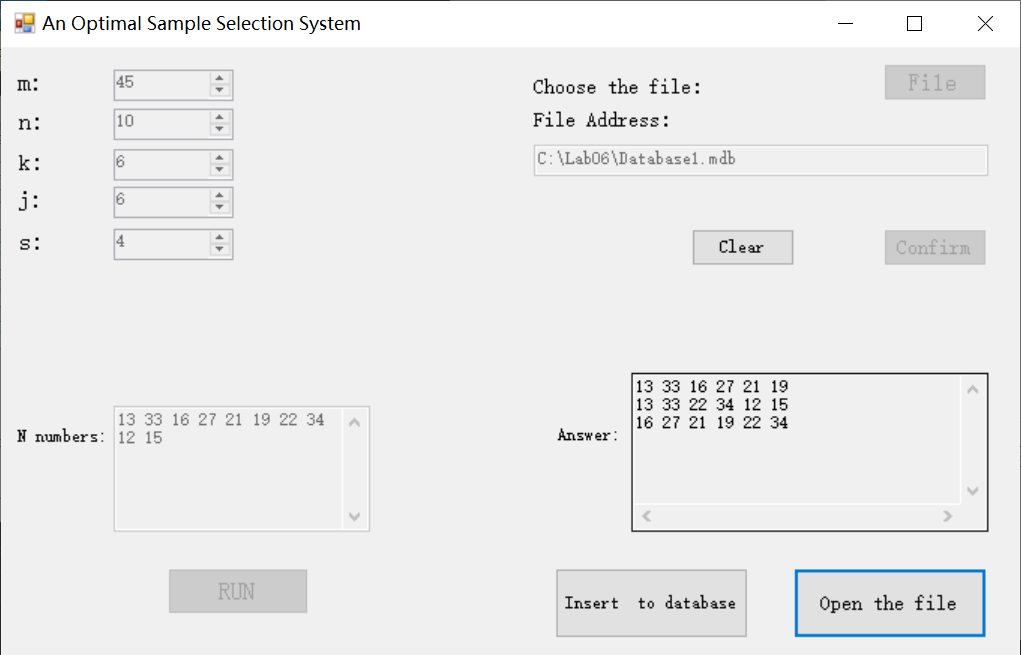 An Optimal Sample Selection System
m: 45
n: 10
k: 6
j: 6
s: 4
Choose the file: File
File Address:
C:\Lab06\Database1.mdb
Clear Confirm
N numbers:
13 33 16 27 21 19 22 34
12 15
Answer:
13 33 16 27 21 19
13 33 22 34 12 15
16 27 21 19 22 34
RUN
Insert to database
Open the file